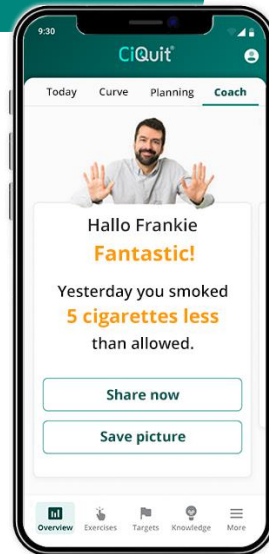 9:30
CiQuit®
Today Curve Planning Coach
Hallo Frankie
Fantastic!
Yesterday you smoked
5 cigarettes less
than allowed.
Share now
Save picture
Overview Exercises Targets Knowledge More